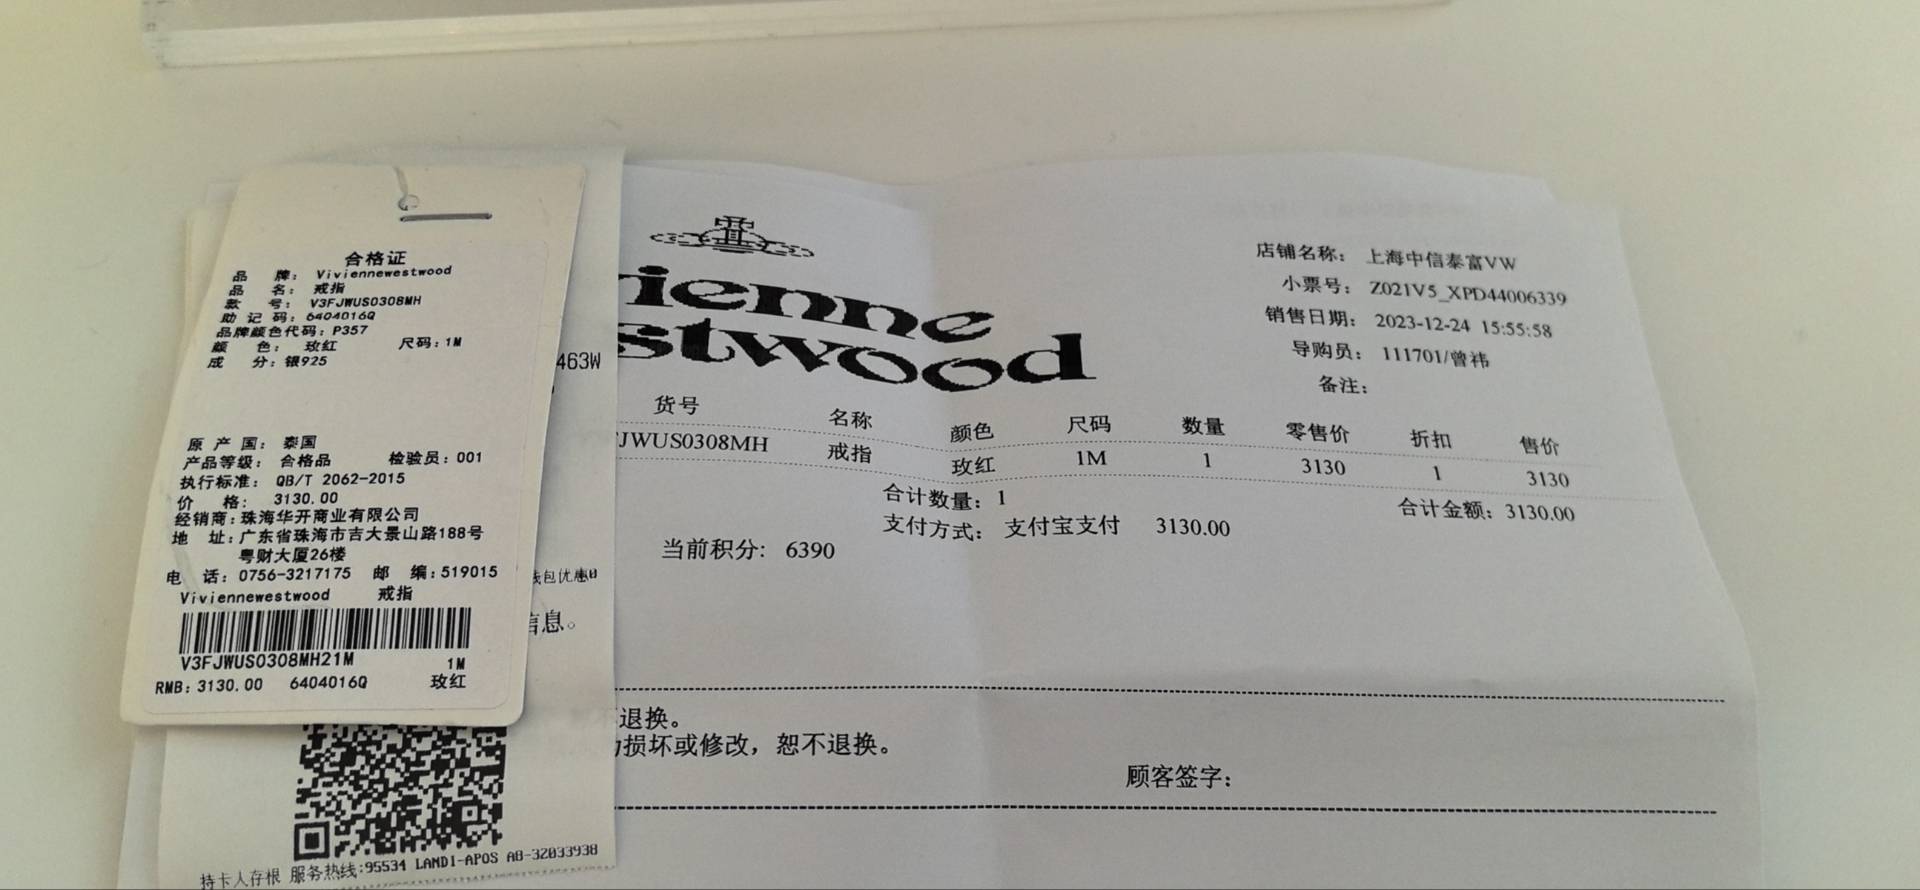 合格证
品 牌: Viviennewestwood
品 名: 戒指
款 号: V3FJWUS0308MH
助记码: 6404016Q
品牌颜色代码: P357
颜 色: 玫红 尺码: 1M
成 分: 银925
原产国: 泰国
产品等级: 合格品 检验员: 001
执行标准: QB/T 2062-2015
价 格: 3130.00
经销商: 珠海华开商业有限公司
地 址: 广东省珠海市吉大景山路188号
粤财大厦26楼
电 话: 0756-3217175 邮 编: 519015
Viviennewestwood 戒指
V3FJWUS0308MH21M 1M
RMB: 3130.00 6404016Q 玫红
463W
钱包优惠
信息。
持卡人存根 服务热线:95534 LANDI-APOS A8-32033938
ienne
stwood
店铺名称: 上海中信泰富VW
小票号: Z021V5_XPD44006339
销售日期: 2023-12-24 15:55:58
导购员: 111701/曾祎
备注:
货号 名称 颜色 尺码 数量 零售价 折扣 售价
JWUS0308MH 戒指 玫红 1M 1 3130 1 3130
合计数量: 1 合计金额: 3130.00
支付方式: 支付宝支付 3130.00
当前积分: 6390
不退换。
损坏或修改，恕不退换。
顾客签字: